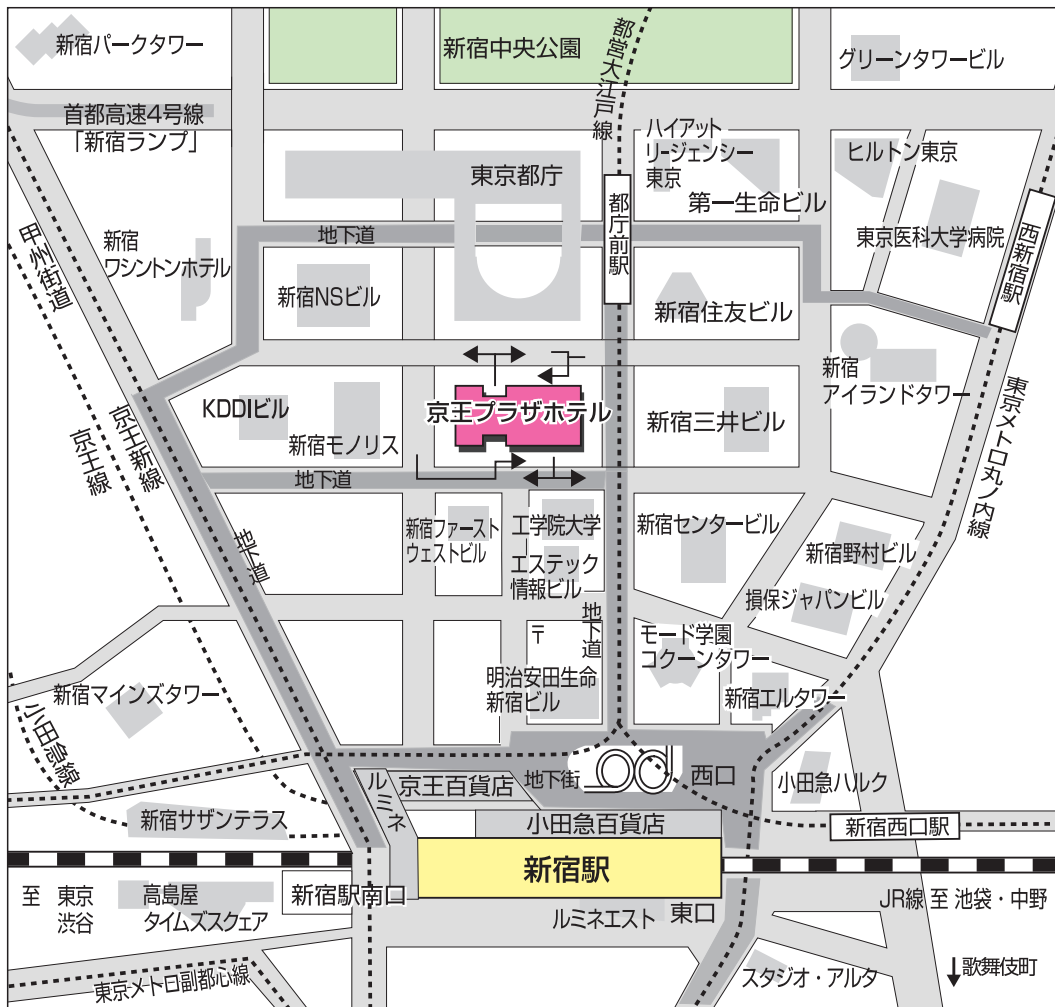 新宿パークタワー
新宿中央公園
都営大江戸線
グリーンタワービル
首都高速4号線
「新宿ランプ」
ハイアット
リージェンシー
東京
ヒルトン東京
東京都庁
第一生命ビル
都庁前駅
西新宿駅
甲州街道
新宿
ワシントンホテル
地下道
東京医科大学病院
新宿NSビル
新宿住友ビル
新宿
アイランドタワー
KDDIビル
新宿モノリス
京王プラザホテル
新宿三井ビル
東京メトロ丸ノ内線
京王新線
京王線
地下道
地下道
新宿ファースト
ウェストビル
工学院大学
エステック
情報ビル
新宿センタービル
新宿野村ビル
損保ジャパンビル
地下道
〒
モード学園
コクーンタワー
明治安田生命
新宿ビル
新宿エルタワー
新宿マインズタワー
小田急線
ルミネ
京王百貨店
地下街
西口
小田急ハルク
新宿サザンテラス
小田急百貨店
新宿西口駅
新宿駅
至 東京
渋谷
高島屋
タイムズスクェア
新宿駅南口
ルミネエスト
東口
JR線 至 池袋・中野
東京メトロ副都心線
スタジオ・アルタ
↓歌舞伎町